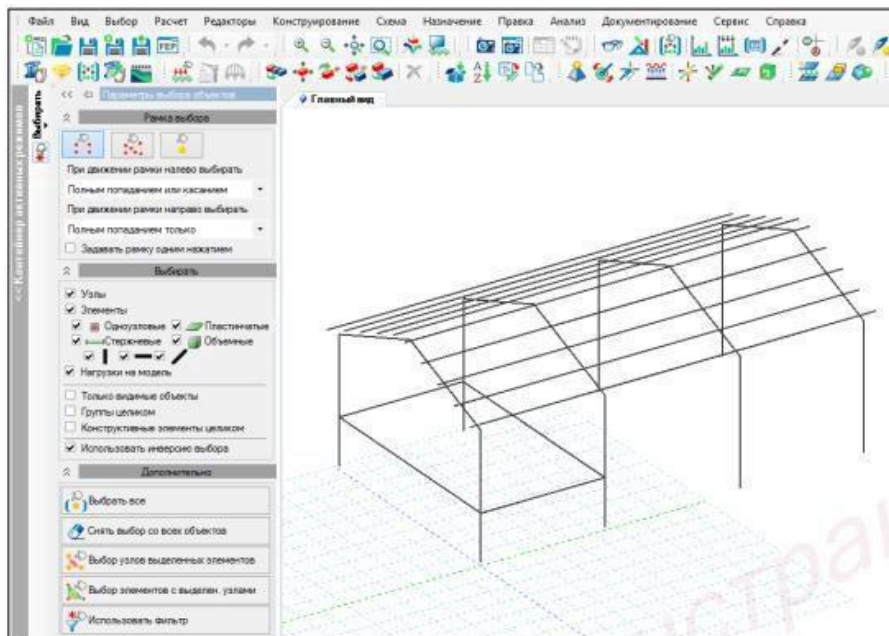 Файл Вид Выбор Расчет Редакторы Конструирование Схема Назначение Правка Анализ Документирование Сервис Справка
FEP
<< Контейнер активных режимов
Выбирать
<< Параметры выбора объектов
Главный вид
Рамка выбора
При движении рамки налево выбирать
Полным попаданием или касанием
При движении рамки направо выбирать
Полным попаданием только
Задавать рамку одним нажатием
Выбирать
Узлы
Элементы
Одноузловые Пластинчатые
Стержневые Объемные
Нагрузки на модель
Только видимые объекты
Группы целиком
Конструктивные элементы целиком
Использовать инверсию выбора
Дополнительно
Выбрать все
Снять выбор со всех объектов
Выбор узлов выделенных элементов
Выбор элементов с выделен. узлами
Использовать фильтр